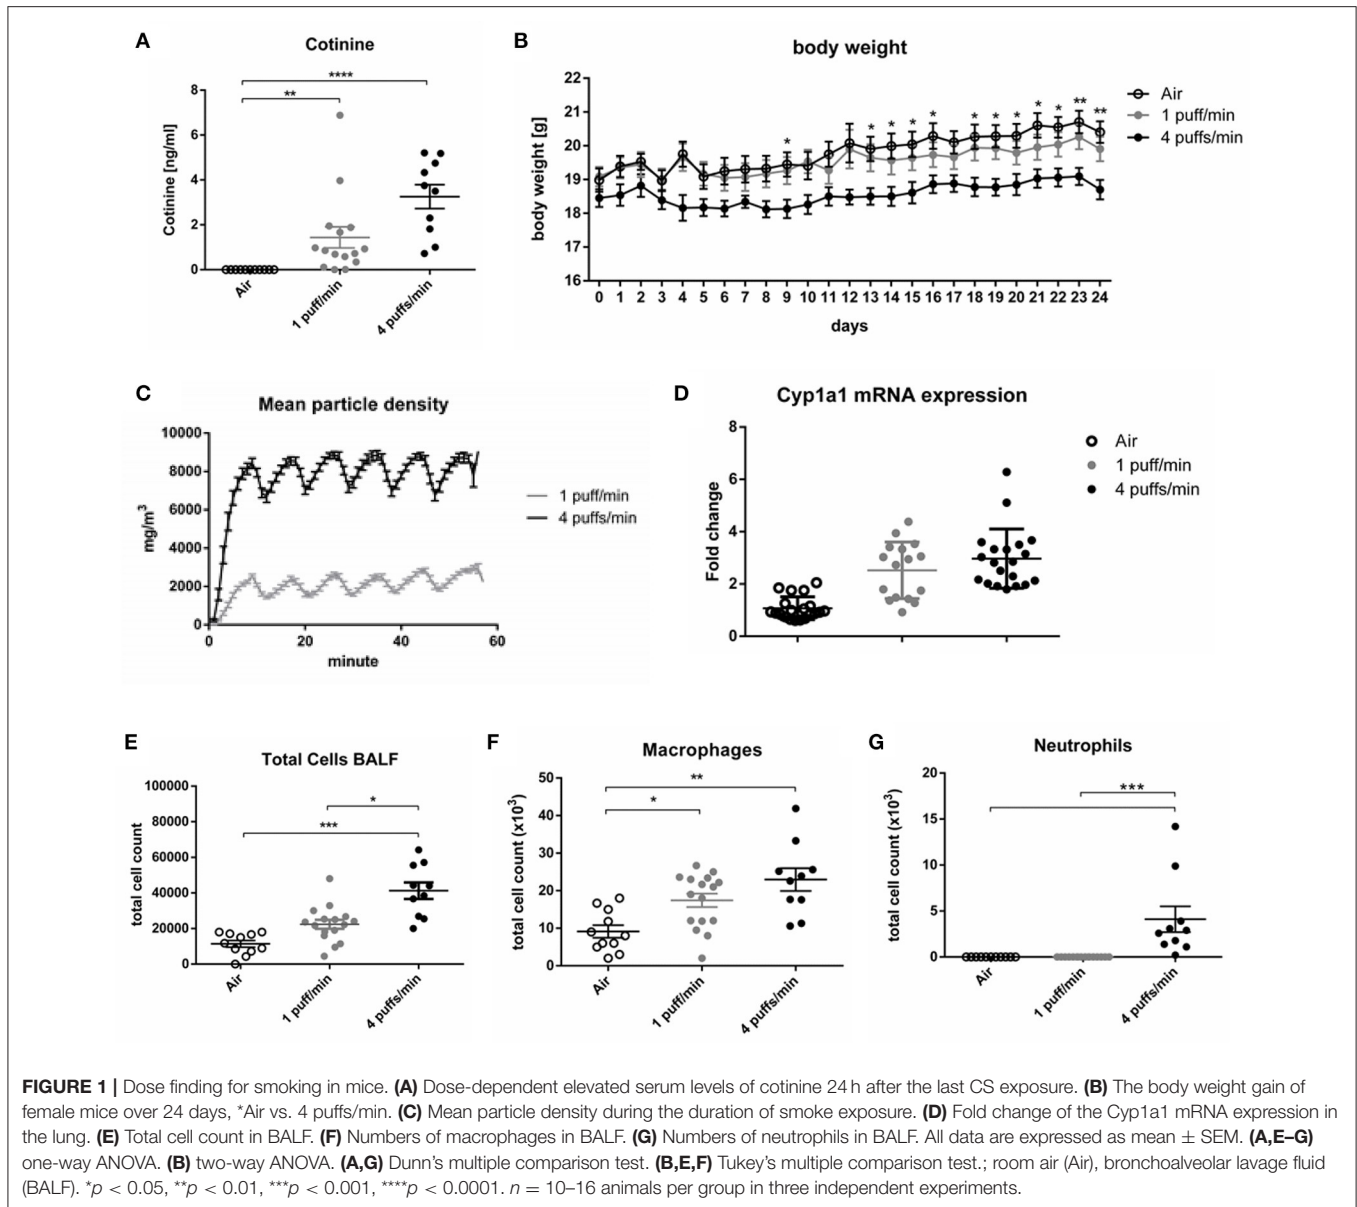 A
Cotinine
****
**
8
6
4
2
0
Cotinine [ng/ml]
Air
1 puff/min
4 puffs/min
B
body weight
22
21
20
19
18
17
16
body weight [g]
* * * * * * * * * * ** **
0 1 2 3 4 5 6 7 8 9 10 11 12 13 14 15 16 17 18 19 20 21 22 23 24
days
Air
1 puff/min
4 puffs/min
C
Mean particle density
10000
8000
6000
4000
2000
0
mg/m³
0 20 40 60
minute
1 puff/min
4 puffs/min
D
Cyp1a1 mRNA expression
8
6
4
2
0
Fold change
Air
1 puff/min
4 puffs/min
E
Total Cells BALF
100000
80000
60000
40000
20000
0
total cell count
*
***
Air
1 puff/min
4 puffs/min
F
Macrophages
50
40
30
20
10
0
total cell count (x10³)
**
*
Air
1 puff/min
4 puffs/min
G
Neutrophils
20
15
10
5
0
total cell count (x10³)
***
Air
1 puff/min
4 puffs/min
FIGURE 1 | Dose finding for smoking in mice. (A) Dose-dependent elevated serum levels of cotinine 24 h after the last CS exposure. (B) The body weight gain of
female mice over 24 days, *Air vs. 4 puffs/min. (C) Mean particle density during the duration of smoke exposure. (D) Fold change of the Cyp1a1 mRNA expression in
the lung. (E) Total cell count in BALF. (F) Numbers of macrophages in BALF. (G) Numbers of neutrophils in BALF. All data are expressed as mean ± SEM. (A,E–G)
one-way ANOVA. (B) two-way ANOVA. (A,G) Dunn's multiple comparison test. (B,E,F) Tukey's multiple comparison test.; room air (Air), bronchoalveolar lavage fluid
(BALF). *p < 0.05, **p < 0.01, ***p < 0.001, ****p < 0.0001. n = 10–16 animals per group in three independent experiments.